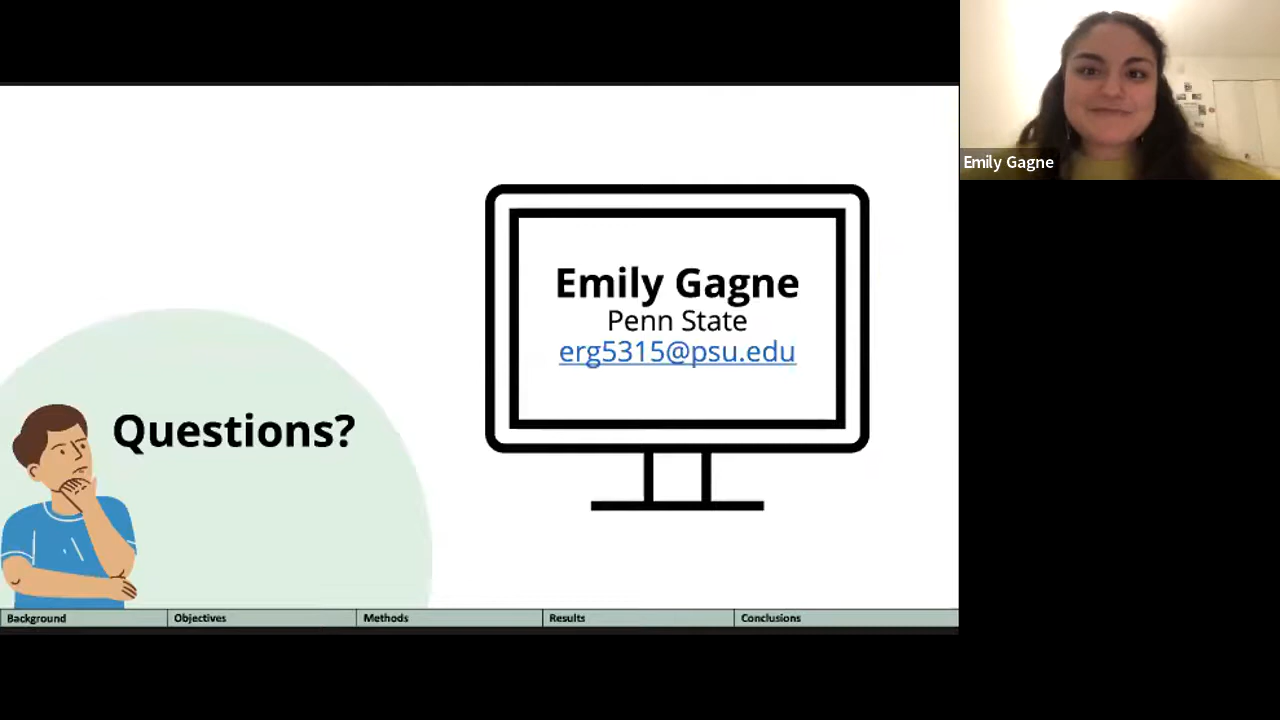 Emily Gagne
Emily Gagne
Penn State
erg5315@psu.edu
Questions?
Background
Objectives
Methods
Results
Conclusions